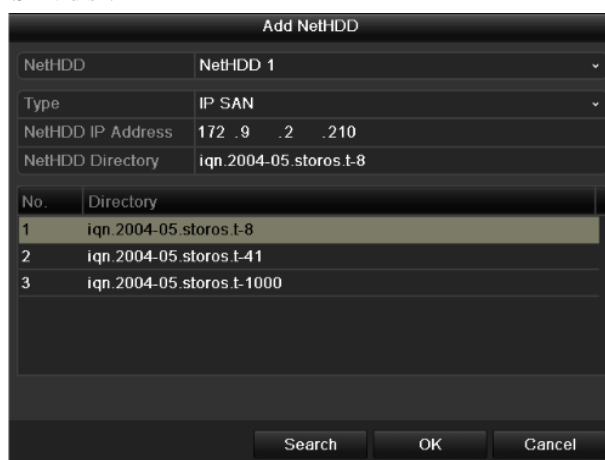 Add NetHDD
NetHDD NetHDD 1
Type IP SAN
NetHDD IP Address 172 .9 .2 .210
NetHDD Directory iqn.2004-05.storos.t-8
No. Directory
1 iqn.2004-05.storos.t-8
2 iqn.2004-05.storos.t-41
3 iqn.2004-05.storos.t-1000
Search OK Cancel